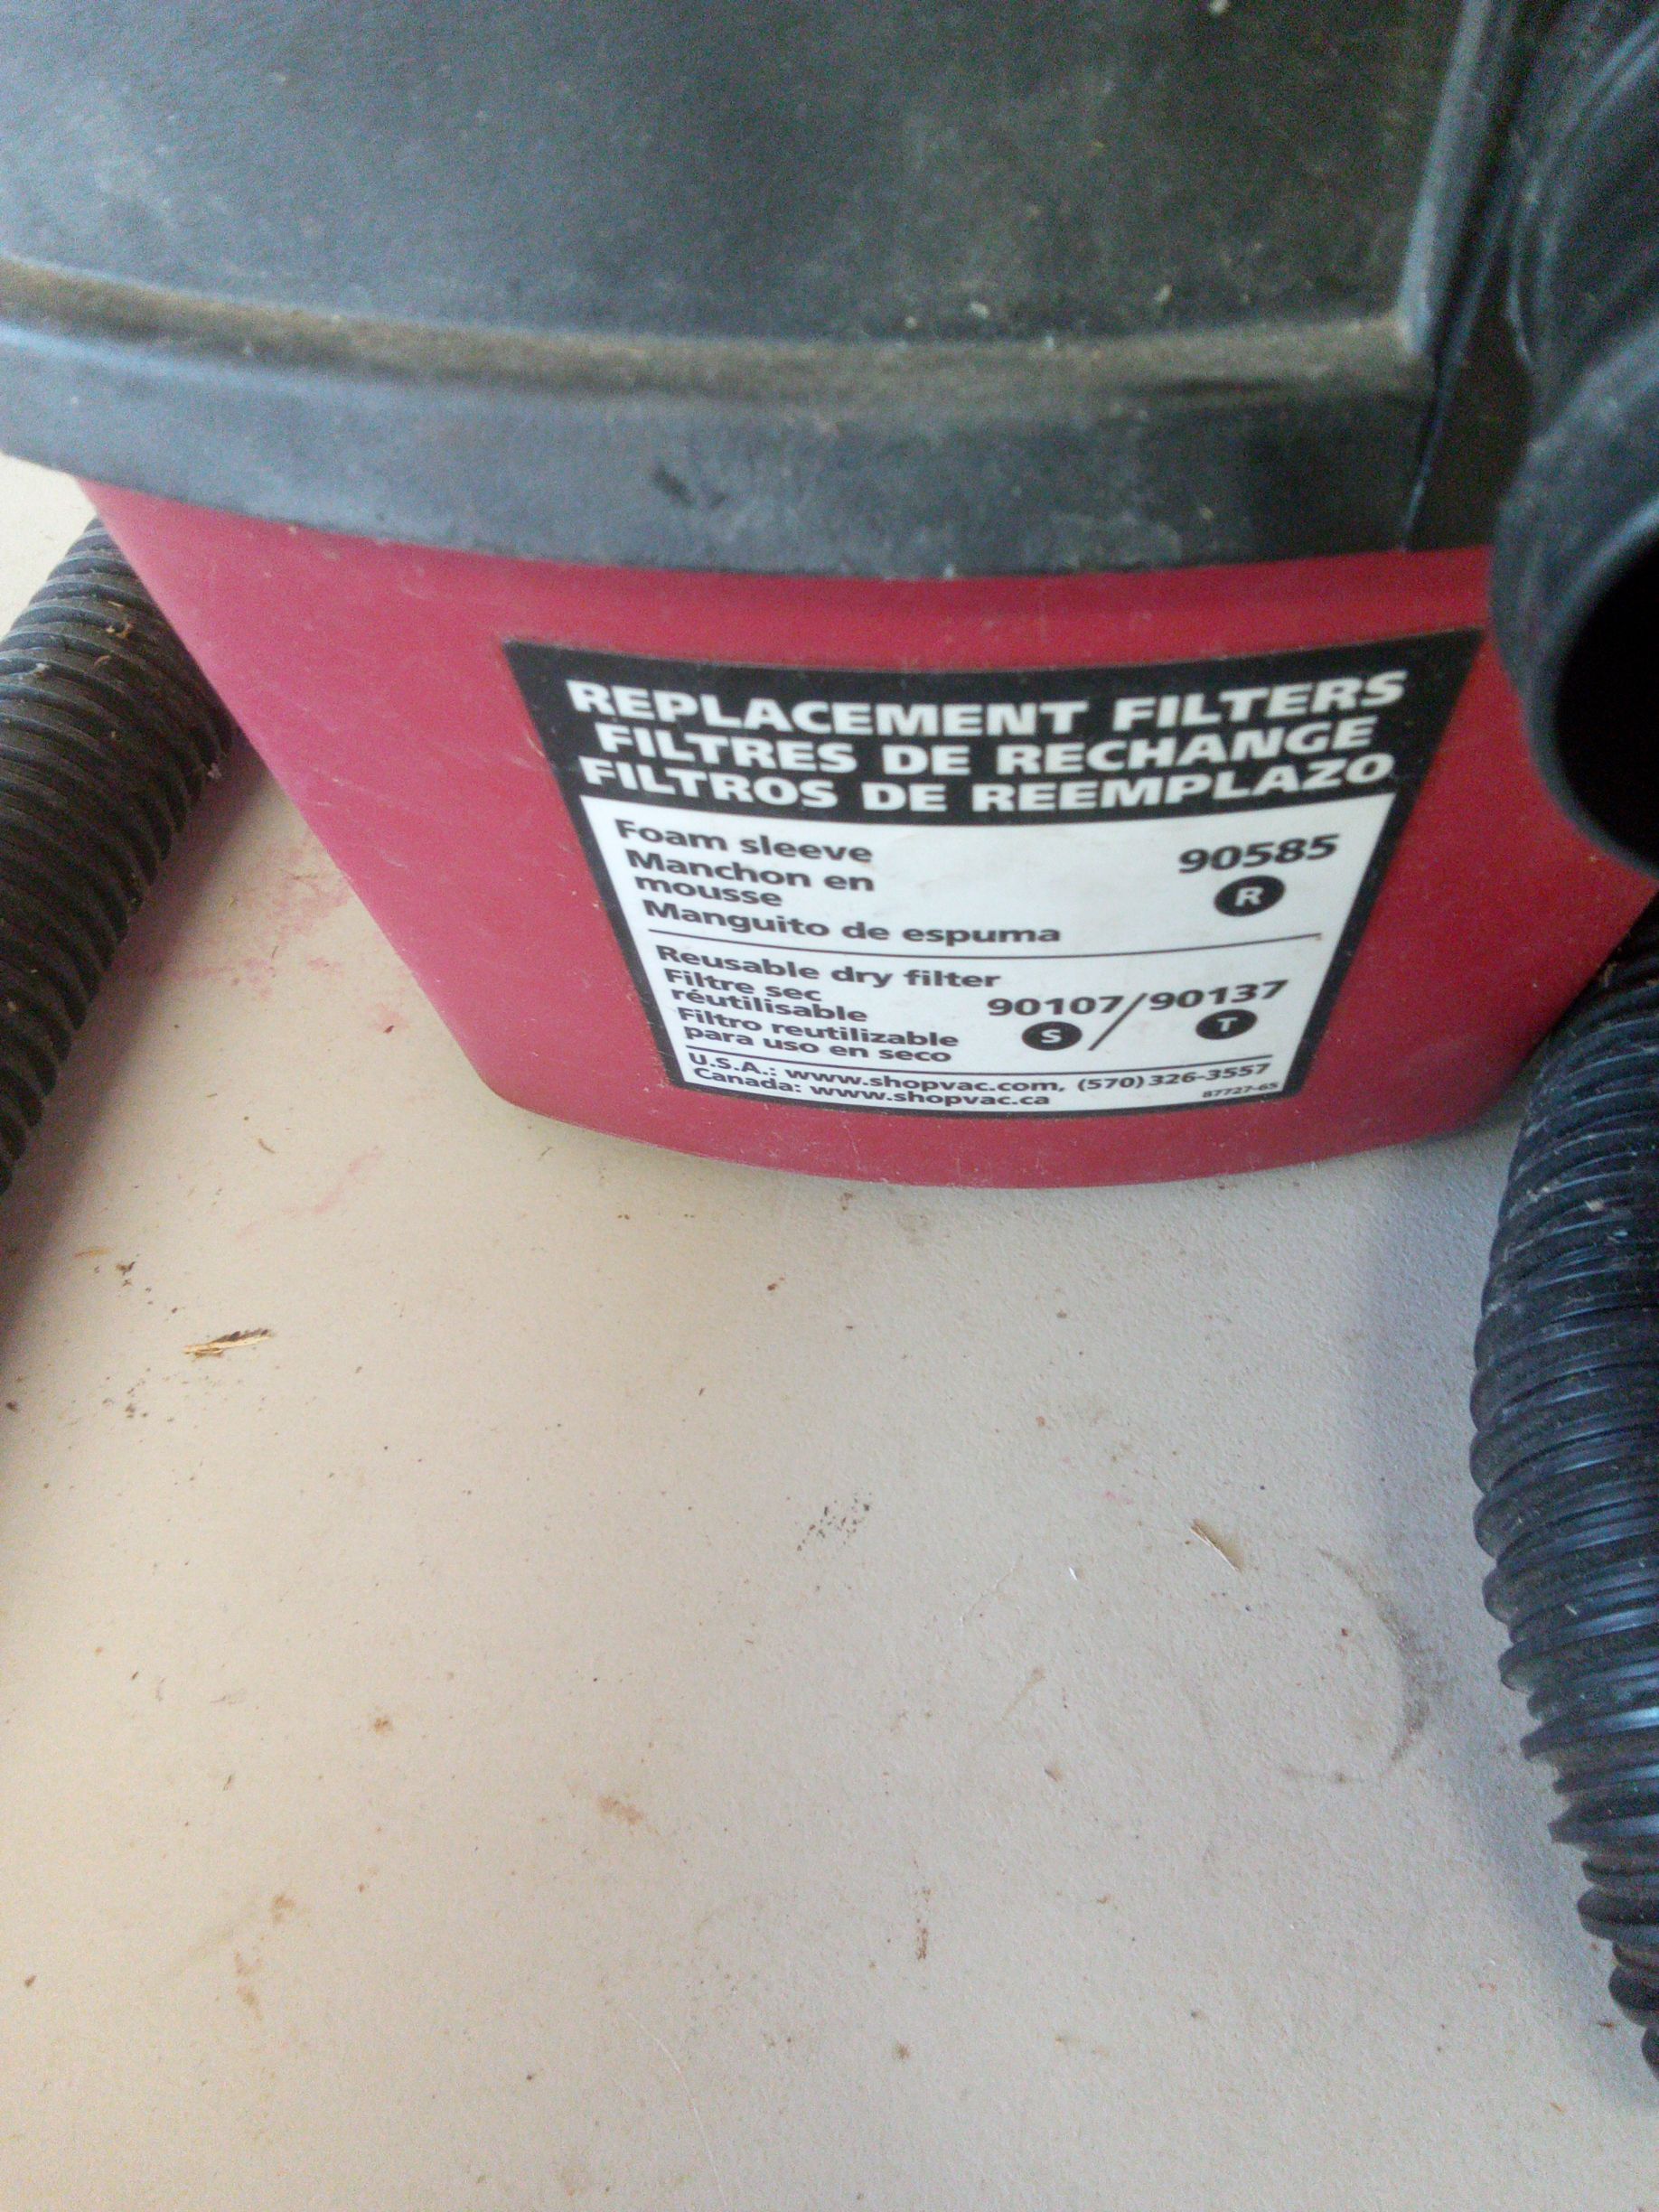 REPLACEMENT FILTERS
FILTRES DE RECHANGE
FILTROS DE REEMPLAZO
Foam sleeve
Manchon en
mousse
Manguito de espuma
90585
R
Reusable dry filter
Filtre sec
réutilisable
Filtro reutilizable
para uso en seco
90107/90137
S / T
U.S.A.: www.shopvac.com, (570) 326-3557
Canada: www.shopvac.ca
87727-65